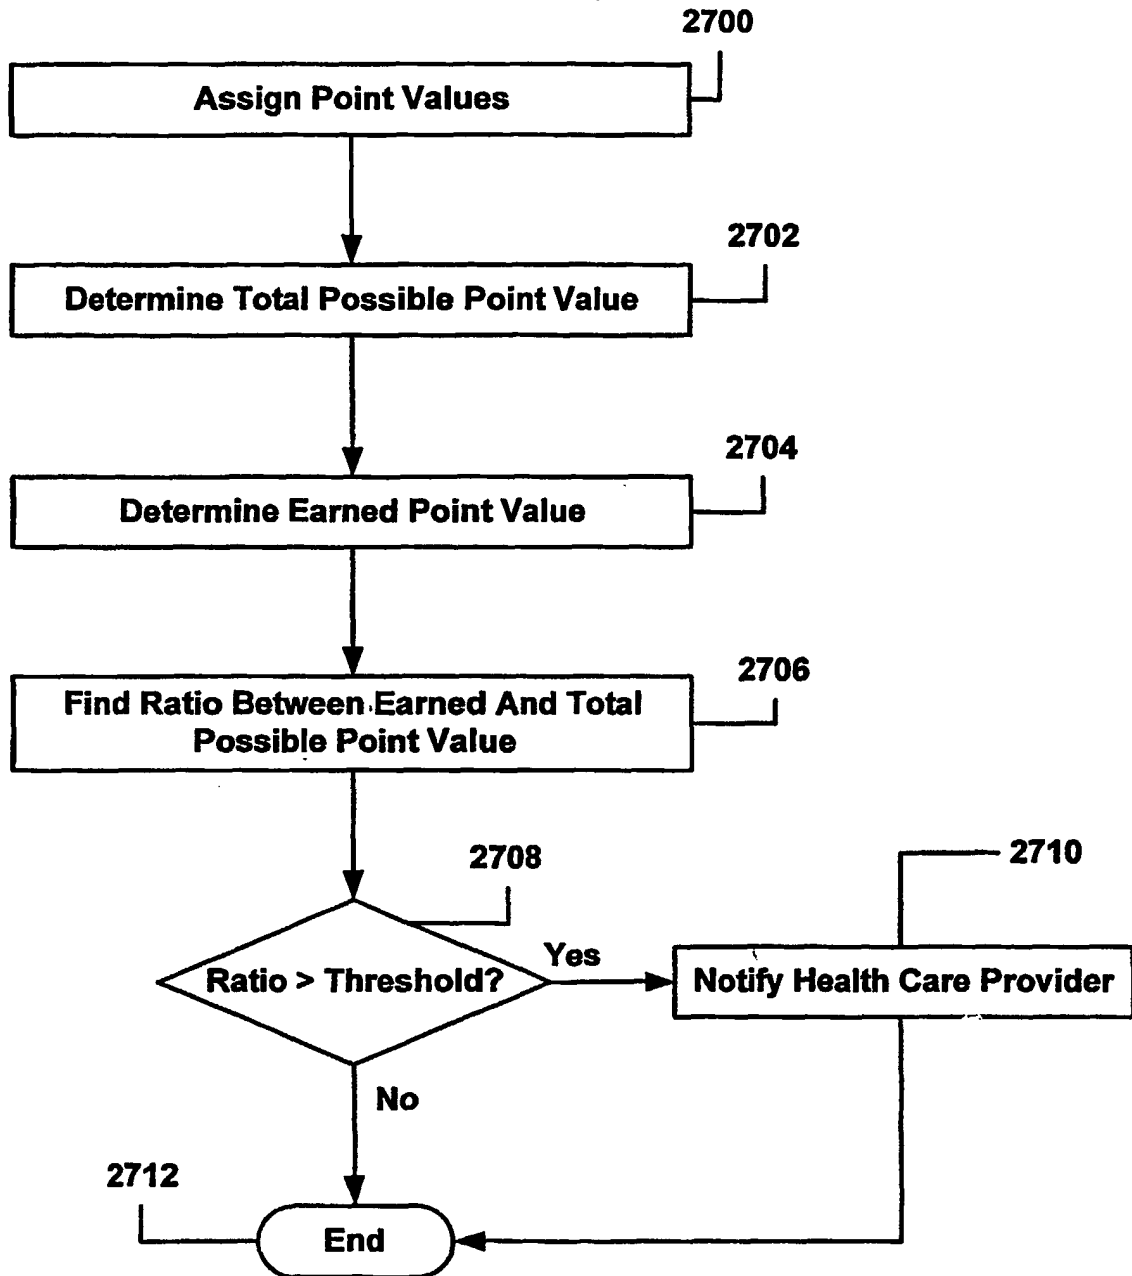 2700
Assign Point Values
2702
Determine Total Possible Point Value
2704
Determine Earned Point Value
2706
Find Ratio Between Earned And Total
Possible Point Value
2708
2710
Ratio > Threshold?
Yes
Notify Health Care Provider
No
2712
End